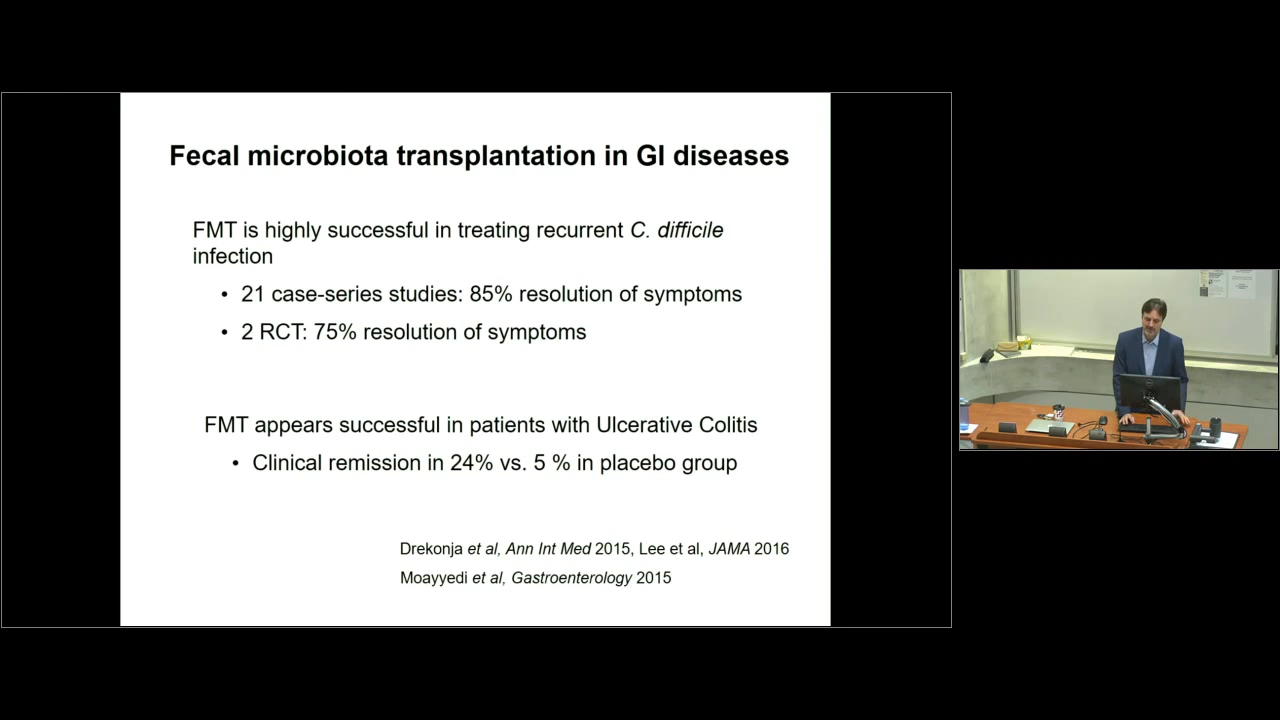 Fecal microbiota transplantation in GI diseases
FMT is highly successful in treating recurrent C. difficile
infection
• 21 case-series studies: 85% resolution of symptoms
• 2 RCT: 75% resolution of symptoms
FMT appears successful in patients with Ulcerative Colitis
• Clinical remission in 24% vs. 5 % in placebo group
Drekonja et al, Ann Int Med 2015, Lee et al, JAMA 2016
Moayyedi et al, Gastroenterology 2015